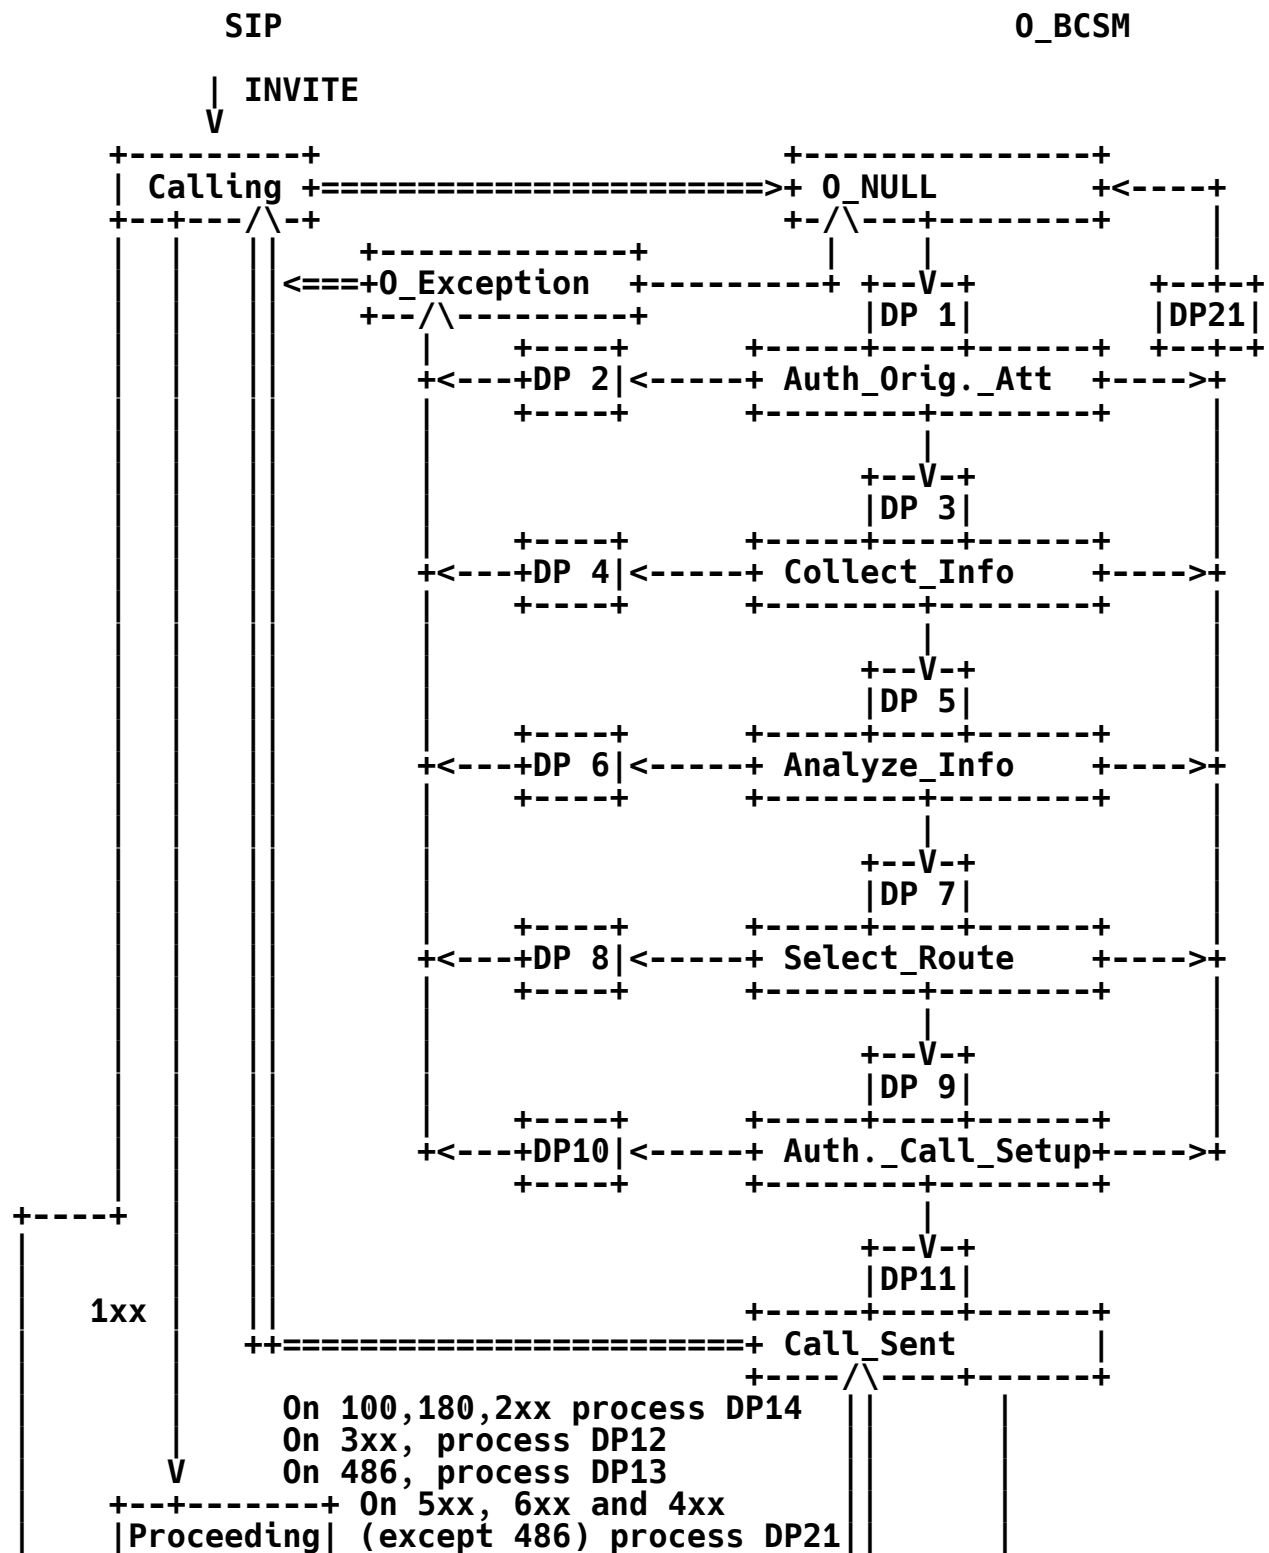 SIP O_BCSM
| INVITE
V
+---------+ +---------------+
| Calling +=======================>+ O_NULL +<----+
+--+---/\-+ +-/\---+--------+ |
| | || +-------------+ | | |
| | || <===+O_Exception +---------+ +--V-+ +--+-+
| | || +--/\---------+ |DP 1| |DP21|
| | || | +----+ +-----+----+------+ +--+-+
| | || +<---+DP 2|<-----+ Auth_Orig._Att +---->+
| | || | +----+ +--------+--------+ |
| | || | | |
| | || | +--V-+ |
| | || | |DP 3| |
| | || | +----+ +-----+----+------+ |
| | || +<---+DP 4|<-----+ Collect_Info +---->+
| | || | +----+ +--------+--------+ |
| | || | | |
| | || | +--V-+ |
| | || | |DP 5| |
| | || | +----+ +-----+----+------+ |
| | || +<---+DP 6|<-----+ Analyze_Info +---->+
| | || | +----+ +--------+--------+ |
| | || | | |
| | || | +--V-+ |
| | || | |DP 7| |
| | || | +----+ +-----+----+------+ |
| | || +<---+DP 8|<-----+ Select_Route +---->+
| | || | +----+ +--------+--------+ |
| | || | | |
| | || | +--V-+ |
| | || | |DP 9| |
| | || | +----+ +-----+----+------+ |
| | || +<---+DP10|<-----+ Auth._Call_Setup+---->+
| | || +----+ +--------+--------+
+----+ | || |
| | || +--V-+
| | || |DP11|
| 1xx | || +-----+----+------+
| | ++========================+ Call_Sent |
| | +----/\----+------+
| | On 100,180,2xx process DP14 || |
| | On 3xx, process DP12 || |
| V On 486, process DP13 || |
| +--+-------+ On 5xx, 6xx and 4xx || |
| |Proceeding| (except 486) process DP21|| |